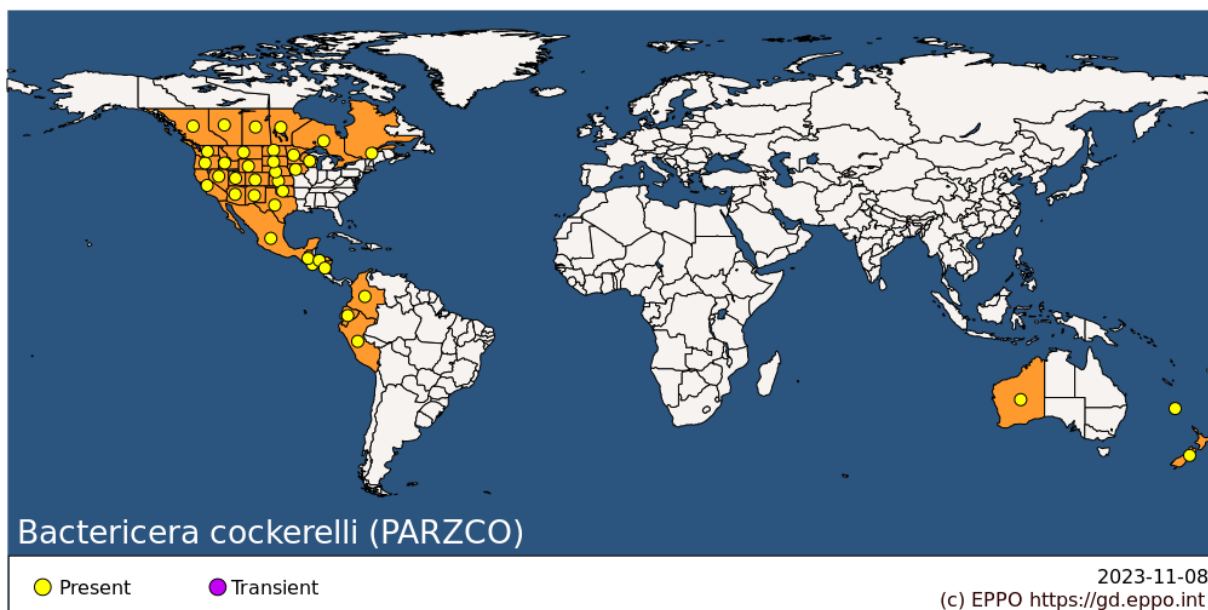 Bactericera cockerelli (PARZCO)
Present
Transient
2023-11-08
(c) EPPO https://gd.eppo.int